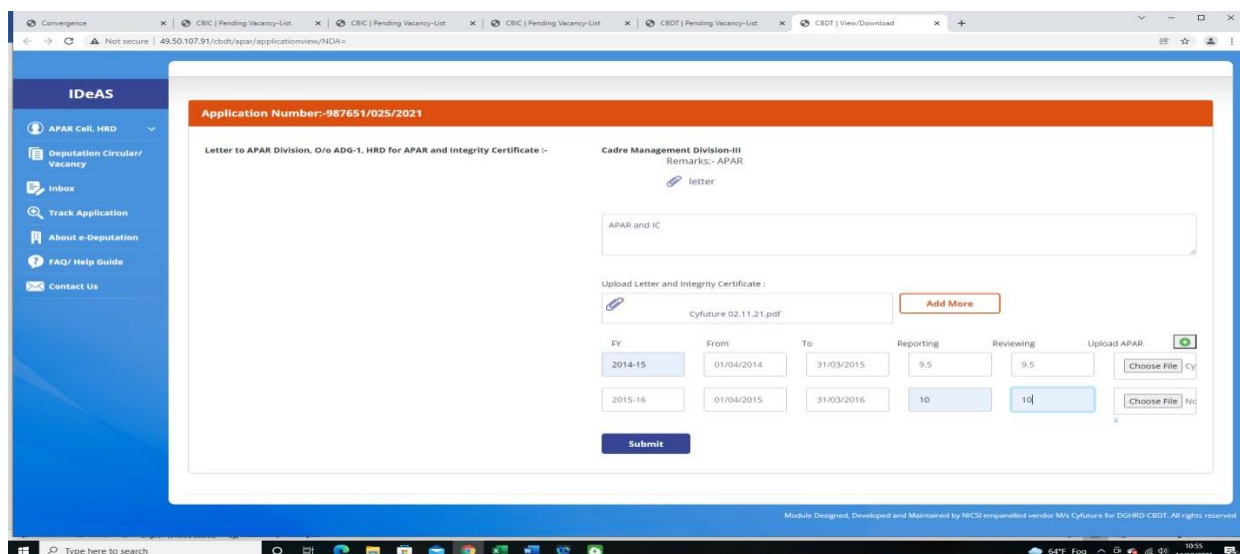 Convergence
CBIC | Pending Vacancy-List
CBIC | Pending Vacancy-List
CBIC | Pending Vacancy-List
CBDT | Pending Vacancy-List
CBDT | View/Download
Not secure | 49.50.107.91/cbdt/apar/applicationview/NDA=
IDeAS
APAR Cell, HRD
Deputation Circular/
Vacancy
Inbox
Track Application
About e-Deputation
FAQ/ Help Guide
Contact Us
Application Number:-987651/025/2021
Letter to APAR Division, O/o ADG-1, HRD for APAR and Integrity Certificate :-
Cadre Management Division-III
Remarks:- APAR
letter
APAR and IC
Upload Letter and Integrity Certificate :
Cyfuture 02.11.21.pdf
Add More
FY From To Reporting Reviewing Upload APAR
2014-15 01/04/2014 31/03/2015 9.5 9.5 Choose File Cy
2015-16 01/04/2015 31/03/2016 10 10 Choose File Nc
x
Submit
Module Designed, Developed and Maintained by NICSI empanelled vendor M/s Cyfuture for DGHRD-CBDT. All rights reserved
Type here to search
64°F Fog
10:55